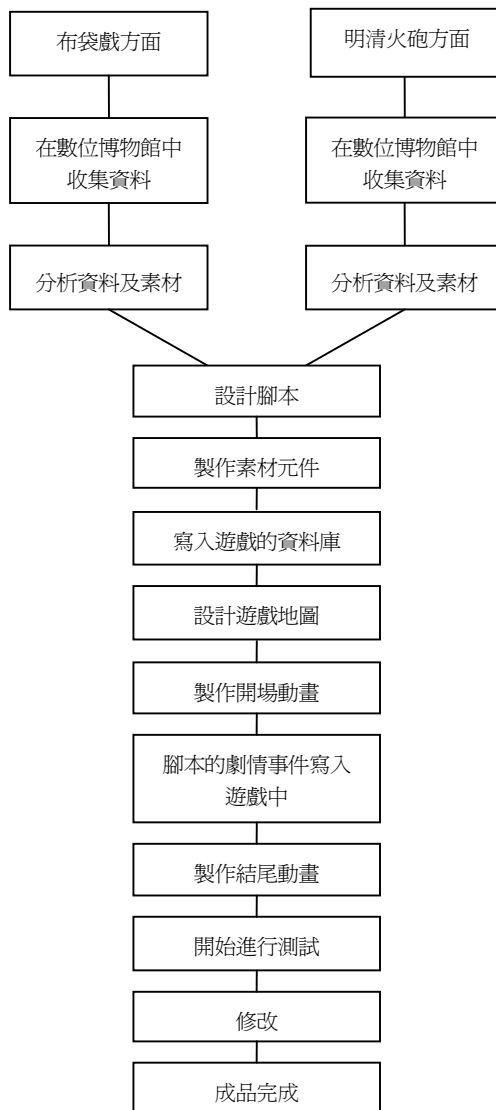 布袋戲方面
明清火砲方面
在數位博物館中
收集資料
在數位博物館中
收集資料
分析資料及素材
分析資料及素材
設計腳本
製作素材元件
寫入遊戲的資料庫
設計遊戲地圖
製作開場動畫
腳本的劇情事件寫入
遊戲中
製作結尾動畫
開始進行測試
修改
成品完成